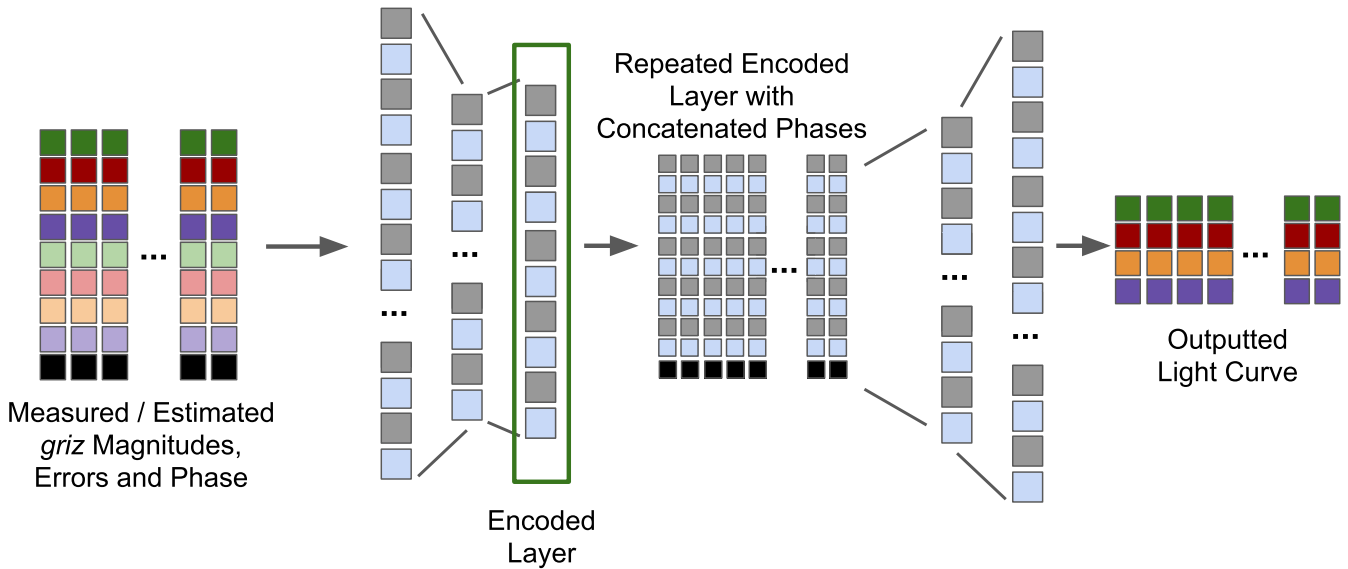 Measured / Estimated
griz Magnitudes,
Errors and Phase
Encoded
Layer
Repeated Encoded
Layer with
Concatenated Phases
Outputted
Light Curve